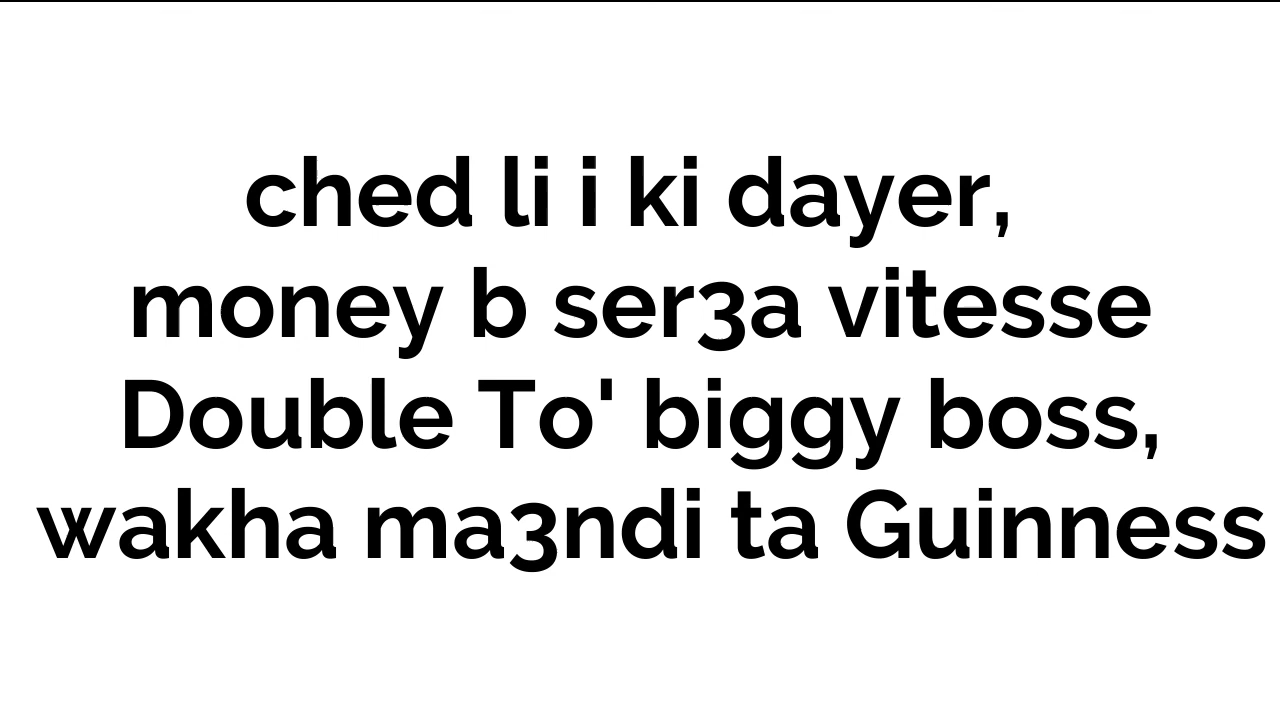 ched li i ki dayer,
money b ser3a vitesse
Double To' biggy boss,
wakha ma3ndi ta Guinness